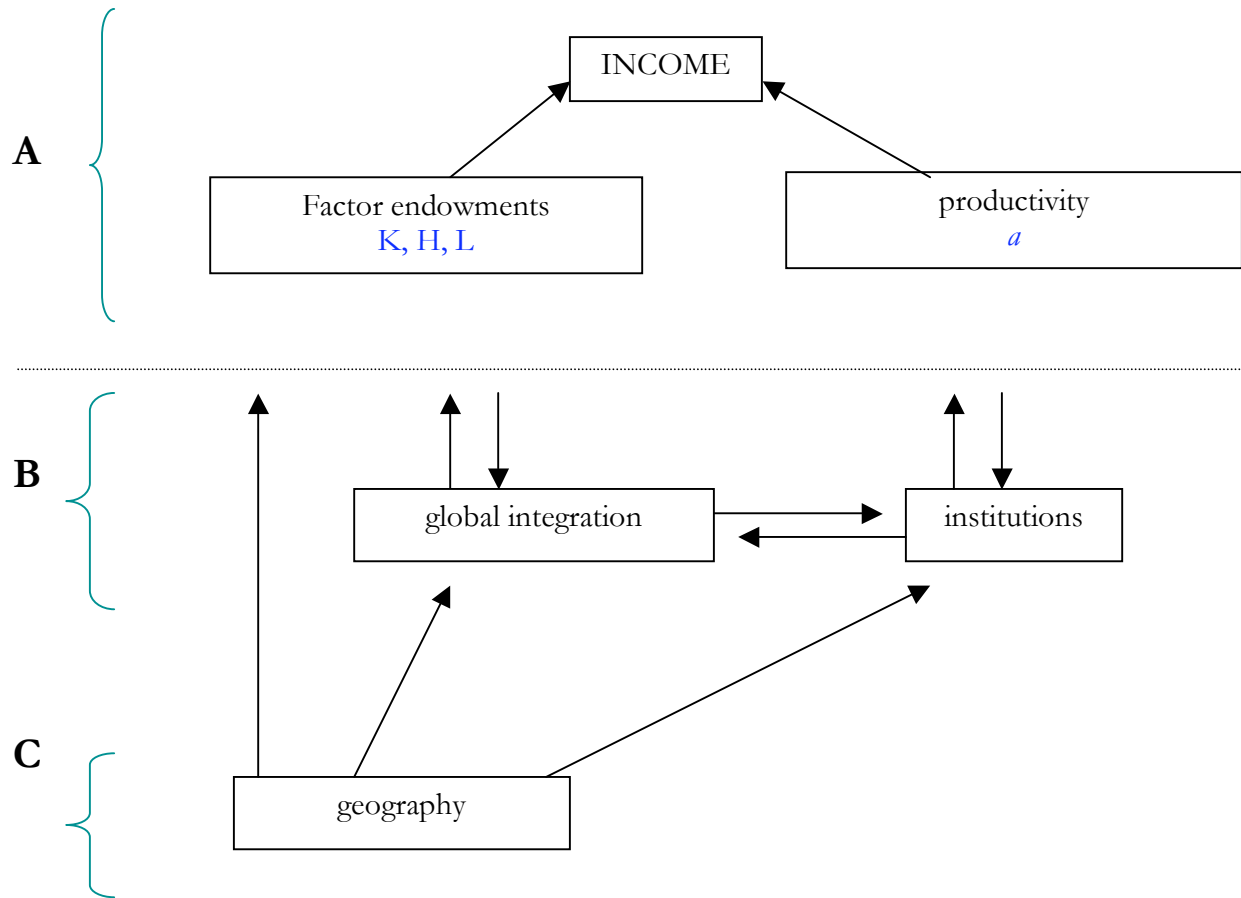 A
INCOME
Factor endowments
K, H, L
productivity
a
B
global integration
institutions
C
geography